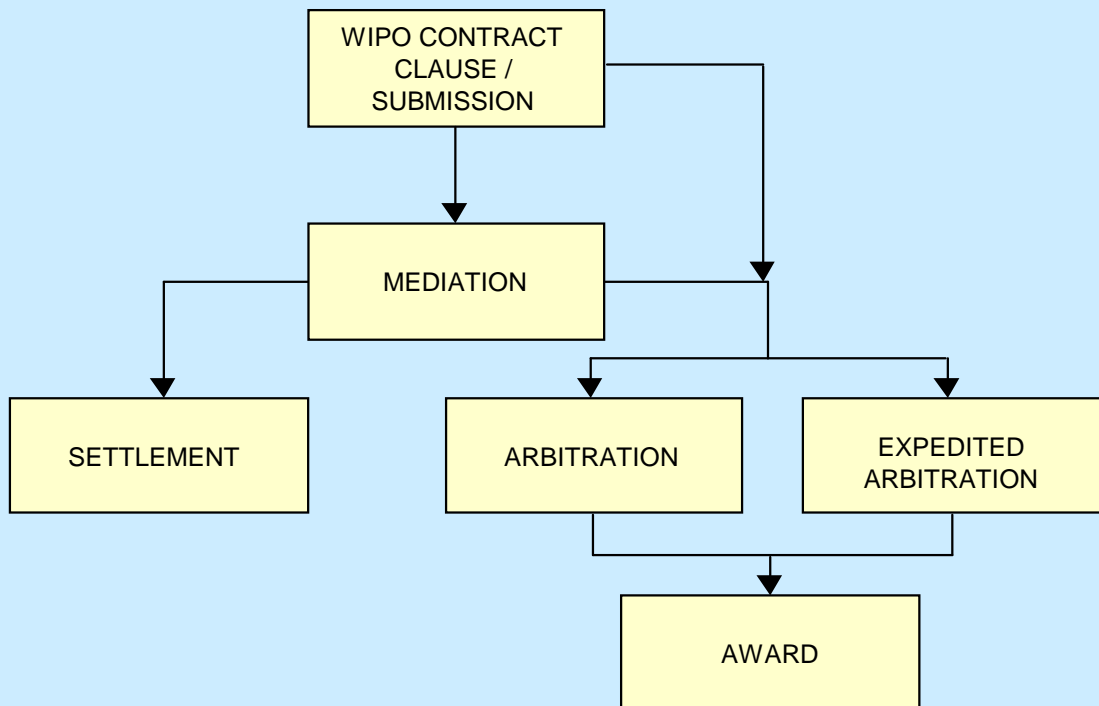 WIPO CONTRACT
CLAUSE /
SUBMISSION
MEDIATION
SETTLEMENT
ARBITRATION
EXPEDITED
ARBITRATION
AWARD